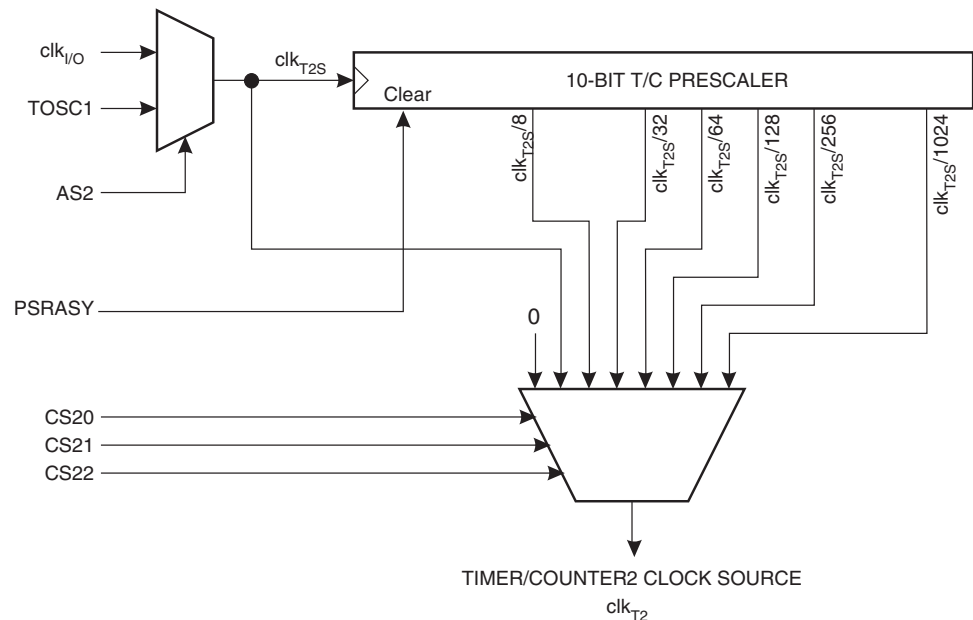 clkI/O
clkT2S
10-BIT T/C PRESCALER
TOSC1
Clear
clkT2S/8
clkT2S/32
clkT2S/64
clkT2S/128
clkT2S/256
clkT2S/1024
AS2
PSRASY
0
CS20
CS21
CS22
TIMER/COUNTER2 CLOCK SOURCE
clkT2